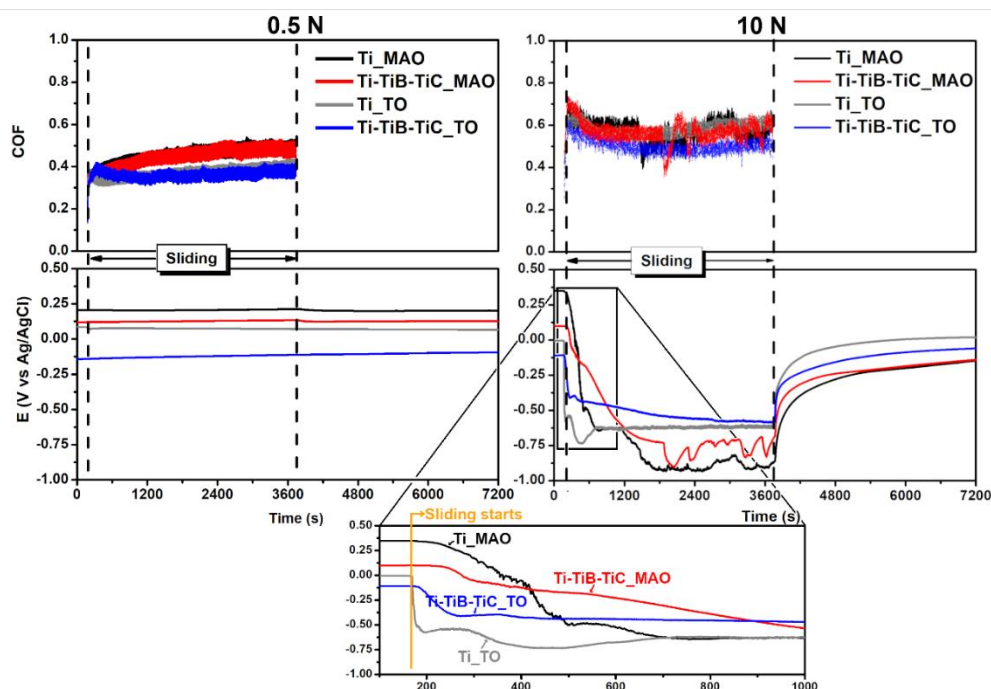 0.5 N
10 N
1.0
0.8
0.6
0.4
0.2
0.0
COF
Ti_MAO
Ti-TiB-TiC_MAO
Ti_TO
Ti-TiB-TiC_TO
Sliding
1.0
0.8
0.6
0.4
0.2
0.0
Ti_MAO
Ti-TiB-TiC_MAO
Ti_TO
Ti-TiB-TiC_TO
Sliding
0.50
0.25
0.00
-0.25
-0.50
-0.75
-1.00
E (V vs Ag/AgCl)
0 1200 2400 3600 4800 6000 7200
Time (s)
0.50
0.25
0.00
-0.25
-0.50
-0.75
-1.00
0 1200 2400 3600 4800 6000 7200
Time (s)
0.50
0.25
0.00
-0.25
-0.50
-0.75
-1.00
Sliding starts
Ti_MAO
Ti-TiB-TiC_MAO
Ti-TiB-TiC_TO
Ti_TO
200 400 600 800 1000